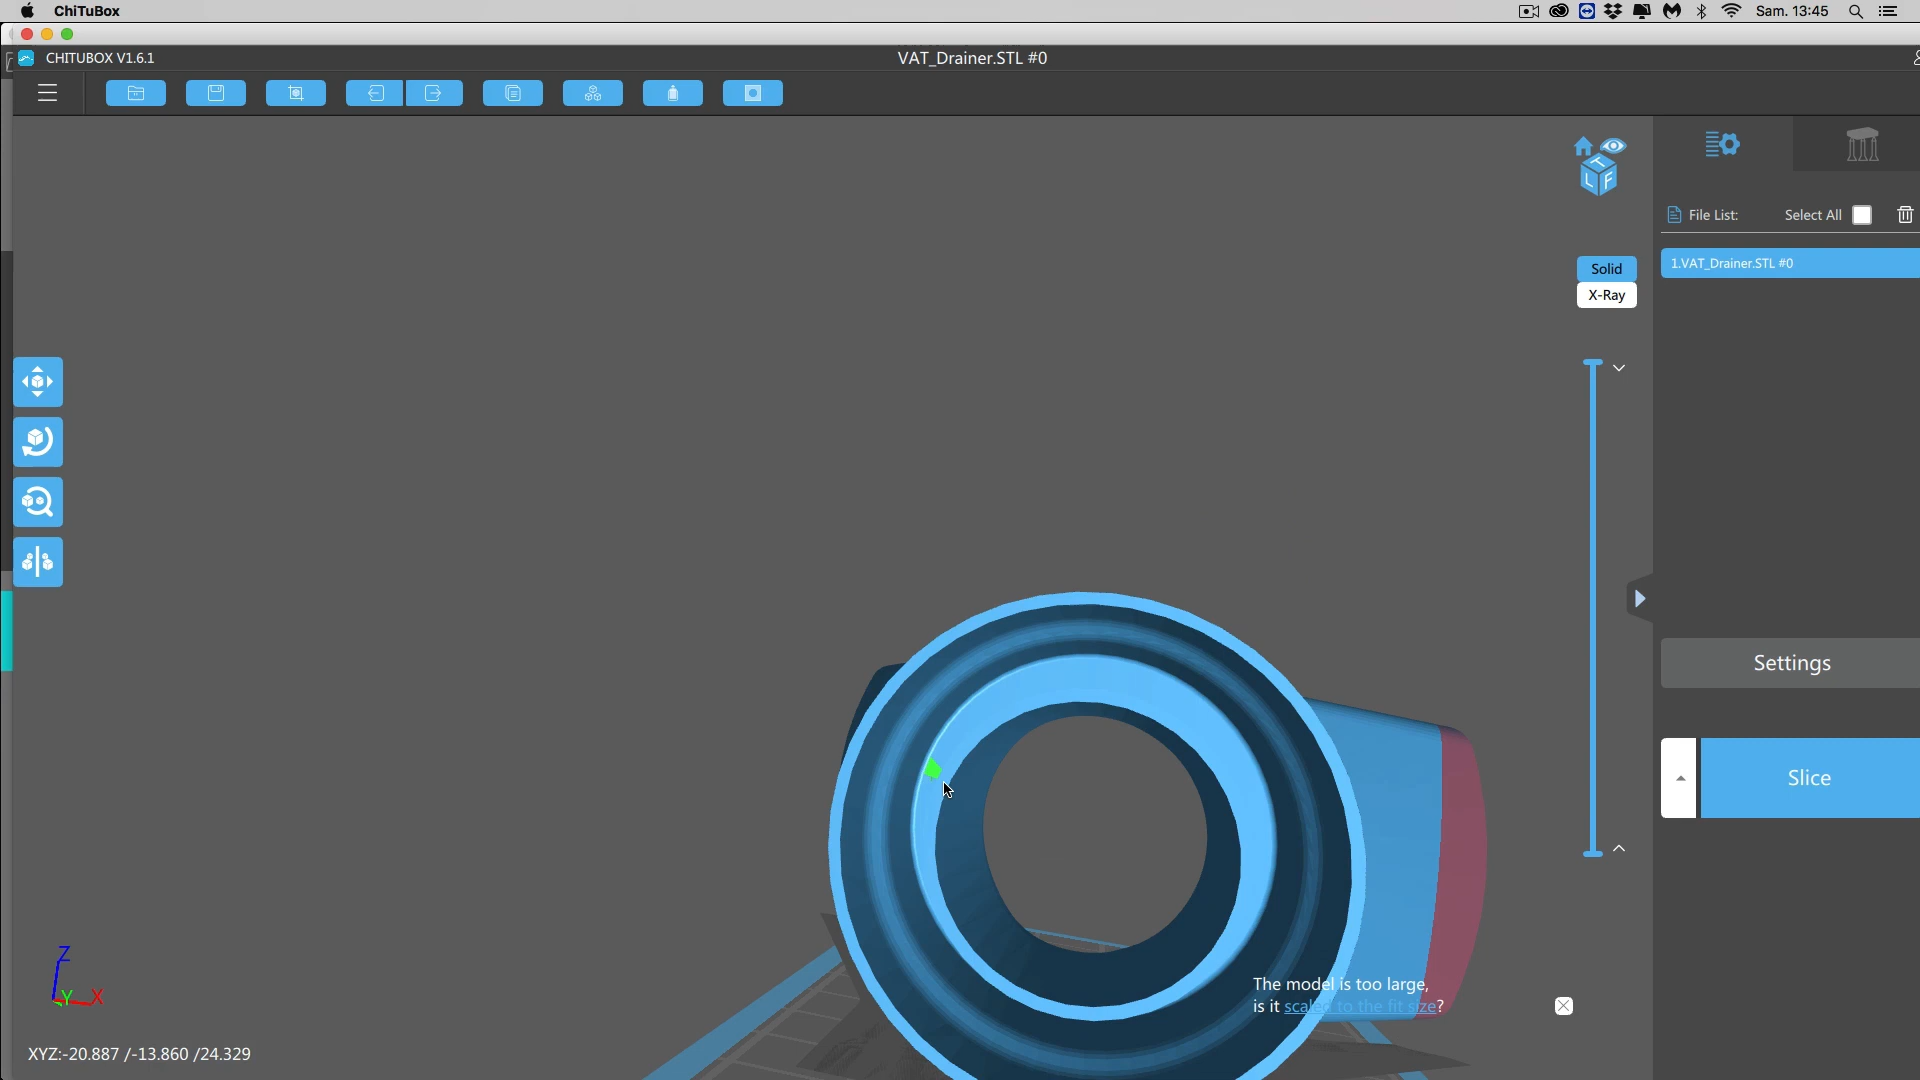 ChiTuBox
Sam. 13:45
CHITUBOX V1.6.1
VAT_Drainer.STL #0
T
L F
File List:
Select All
1.VAT_Drainer.STL #0
Solid
X-Ray
Settings
Slice
The model is too large,
is it scaled to the fit size?
Z
Y X
XYZ:-20.887 /-13.860 /24.329